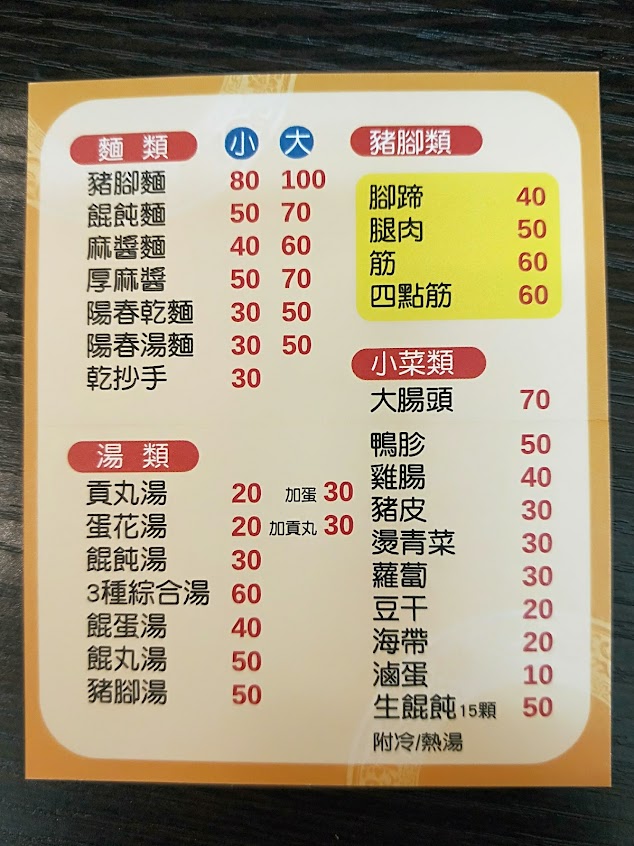 麵類 小 大
豬腳麵 80 100
餛飩麵 50 70
麻醬麵 40 60
厚麻醬 50 70
陽春乾麵 30 50
陽春湯麵 30 50
乾抄手 30
湯類
貢丸湯 20 加蛋 30
蛋花湯 20 加貢丸 30
餛飩湯 30
3種綜合湯 60
餛蛋湯 40
餛丸湯 50
豬腳湯 50
豬腳類
腳蹄 40
腿肉 50
筋 60
四點筋 60
小菜類
大腸頭 70
鴨胗 50
雞腸 40
豬皮 30
燙青菜 30
蘿蔔 30
豆干 20
海帶 20
滷蛋 10
生餛飩15顆 50
附冷/熱湯